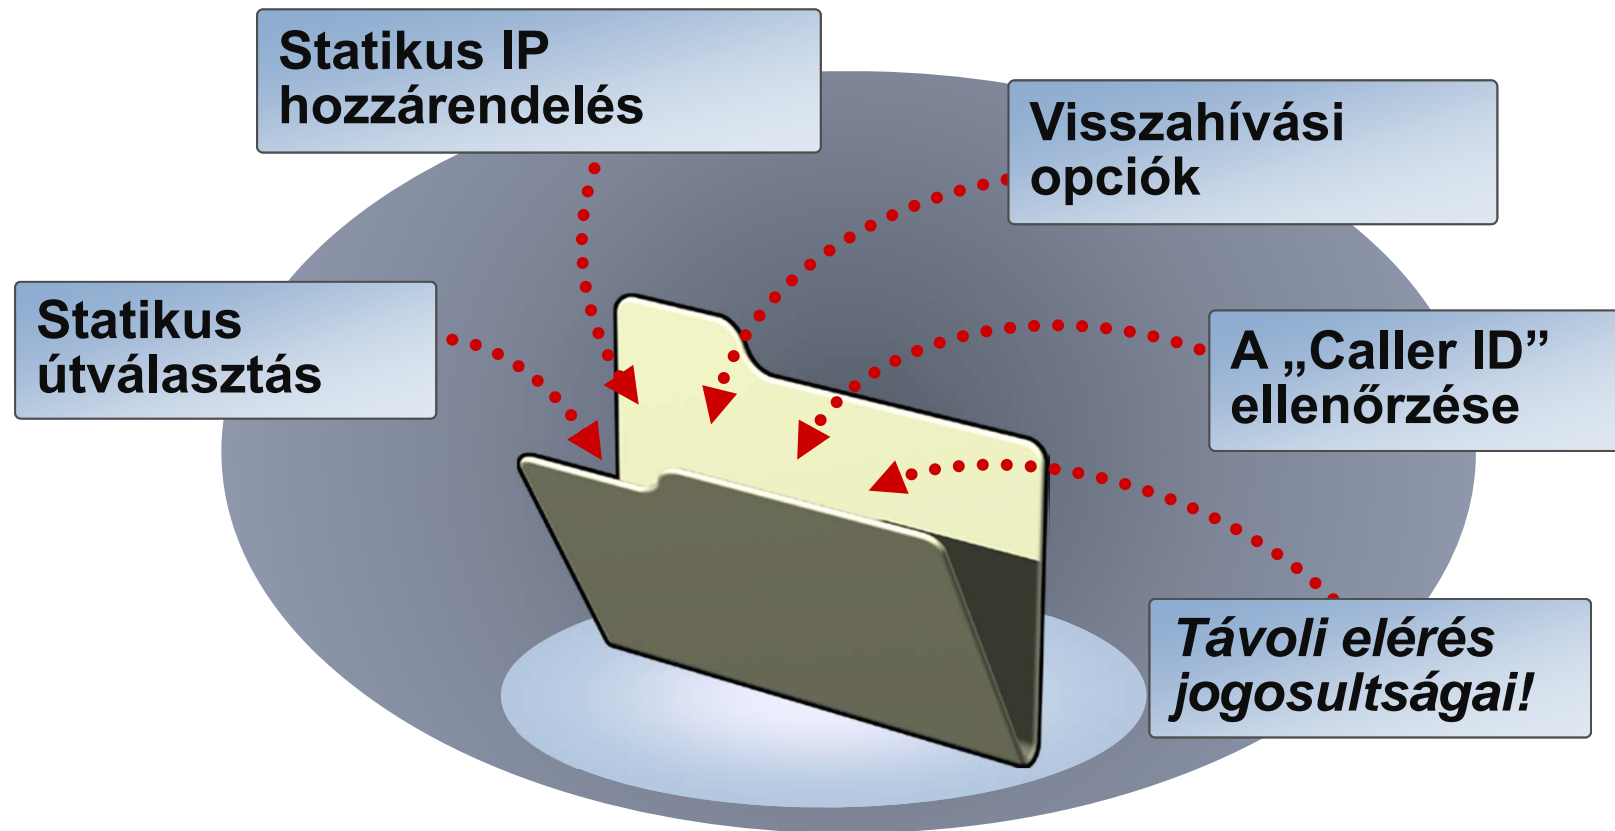 Statikus IP
hozzárendelés
Visszahívási
opciók
Statikus
útválasztás
A „Caller ID”
ellenőrzése
Távoli elérés
jogosultságai!